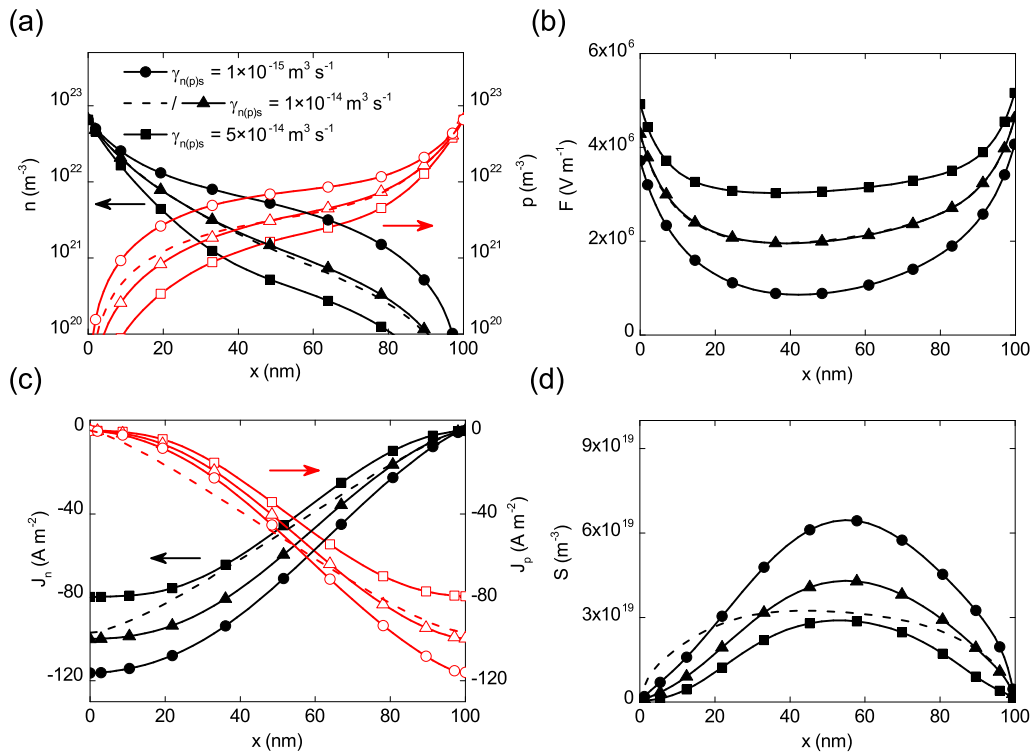 (a)
(b)
γn(p)s = 1×10⁻¹⁵ m³ s⁻¹
/ γn(p)s = 1×10⁻¹⁴ m³ s⁻¹
γn(p)s = 5×10⁻¹⁴ m³ s⁻¹
10²³
10²²
10²¹
10²⁰
n (m⁻³)
10²³
10²²
10²¹
10²⁰
p (m⁻³)
0 20 40 60 80 100
x (nm)
6x10⁶
4x10⁶
2x10⁶
0
F (V m⁻¹)
0 20 40 60 80 100
x (nm)
(c)
(d)
0
-40
-80
-120
Jn (A m⁻²)
0
-40
-80
-120
Jp (A m⁻²)
0 20 40 60 80 100
x (nm)
9x10¹⁹
6x10¹⁹
3x10¹⁹
0
S (m⁻³)
0 20 40 60 80 100
x (nm)